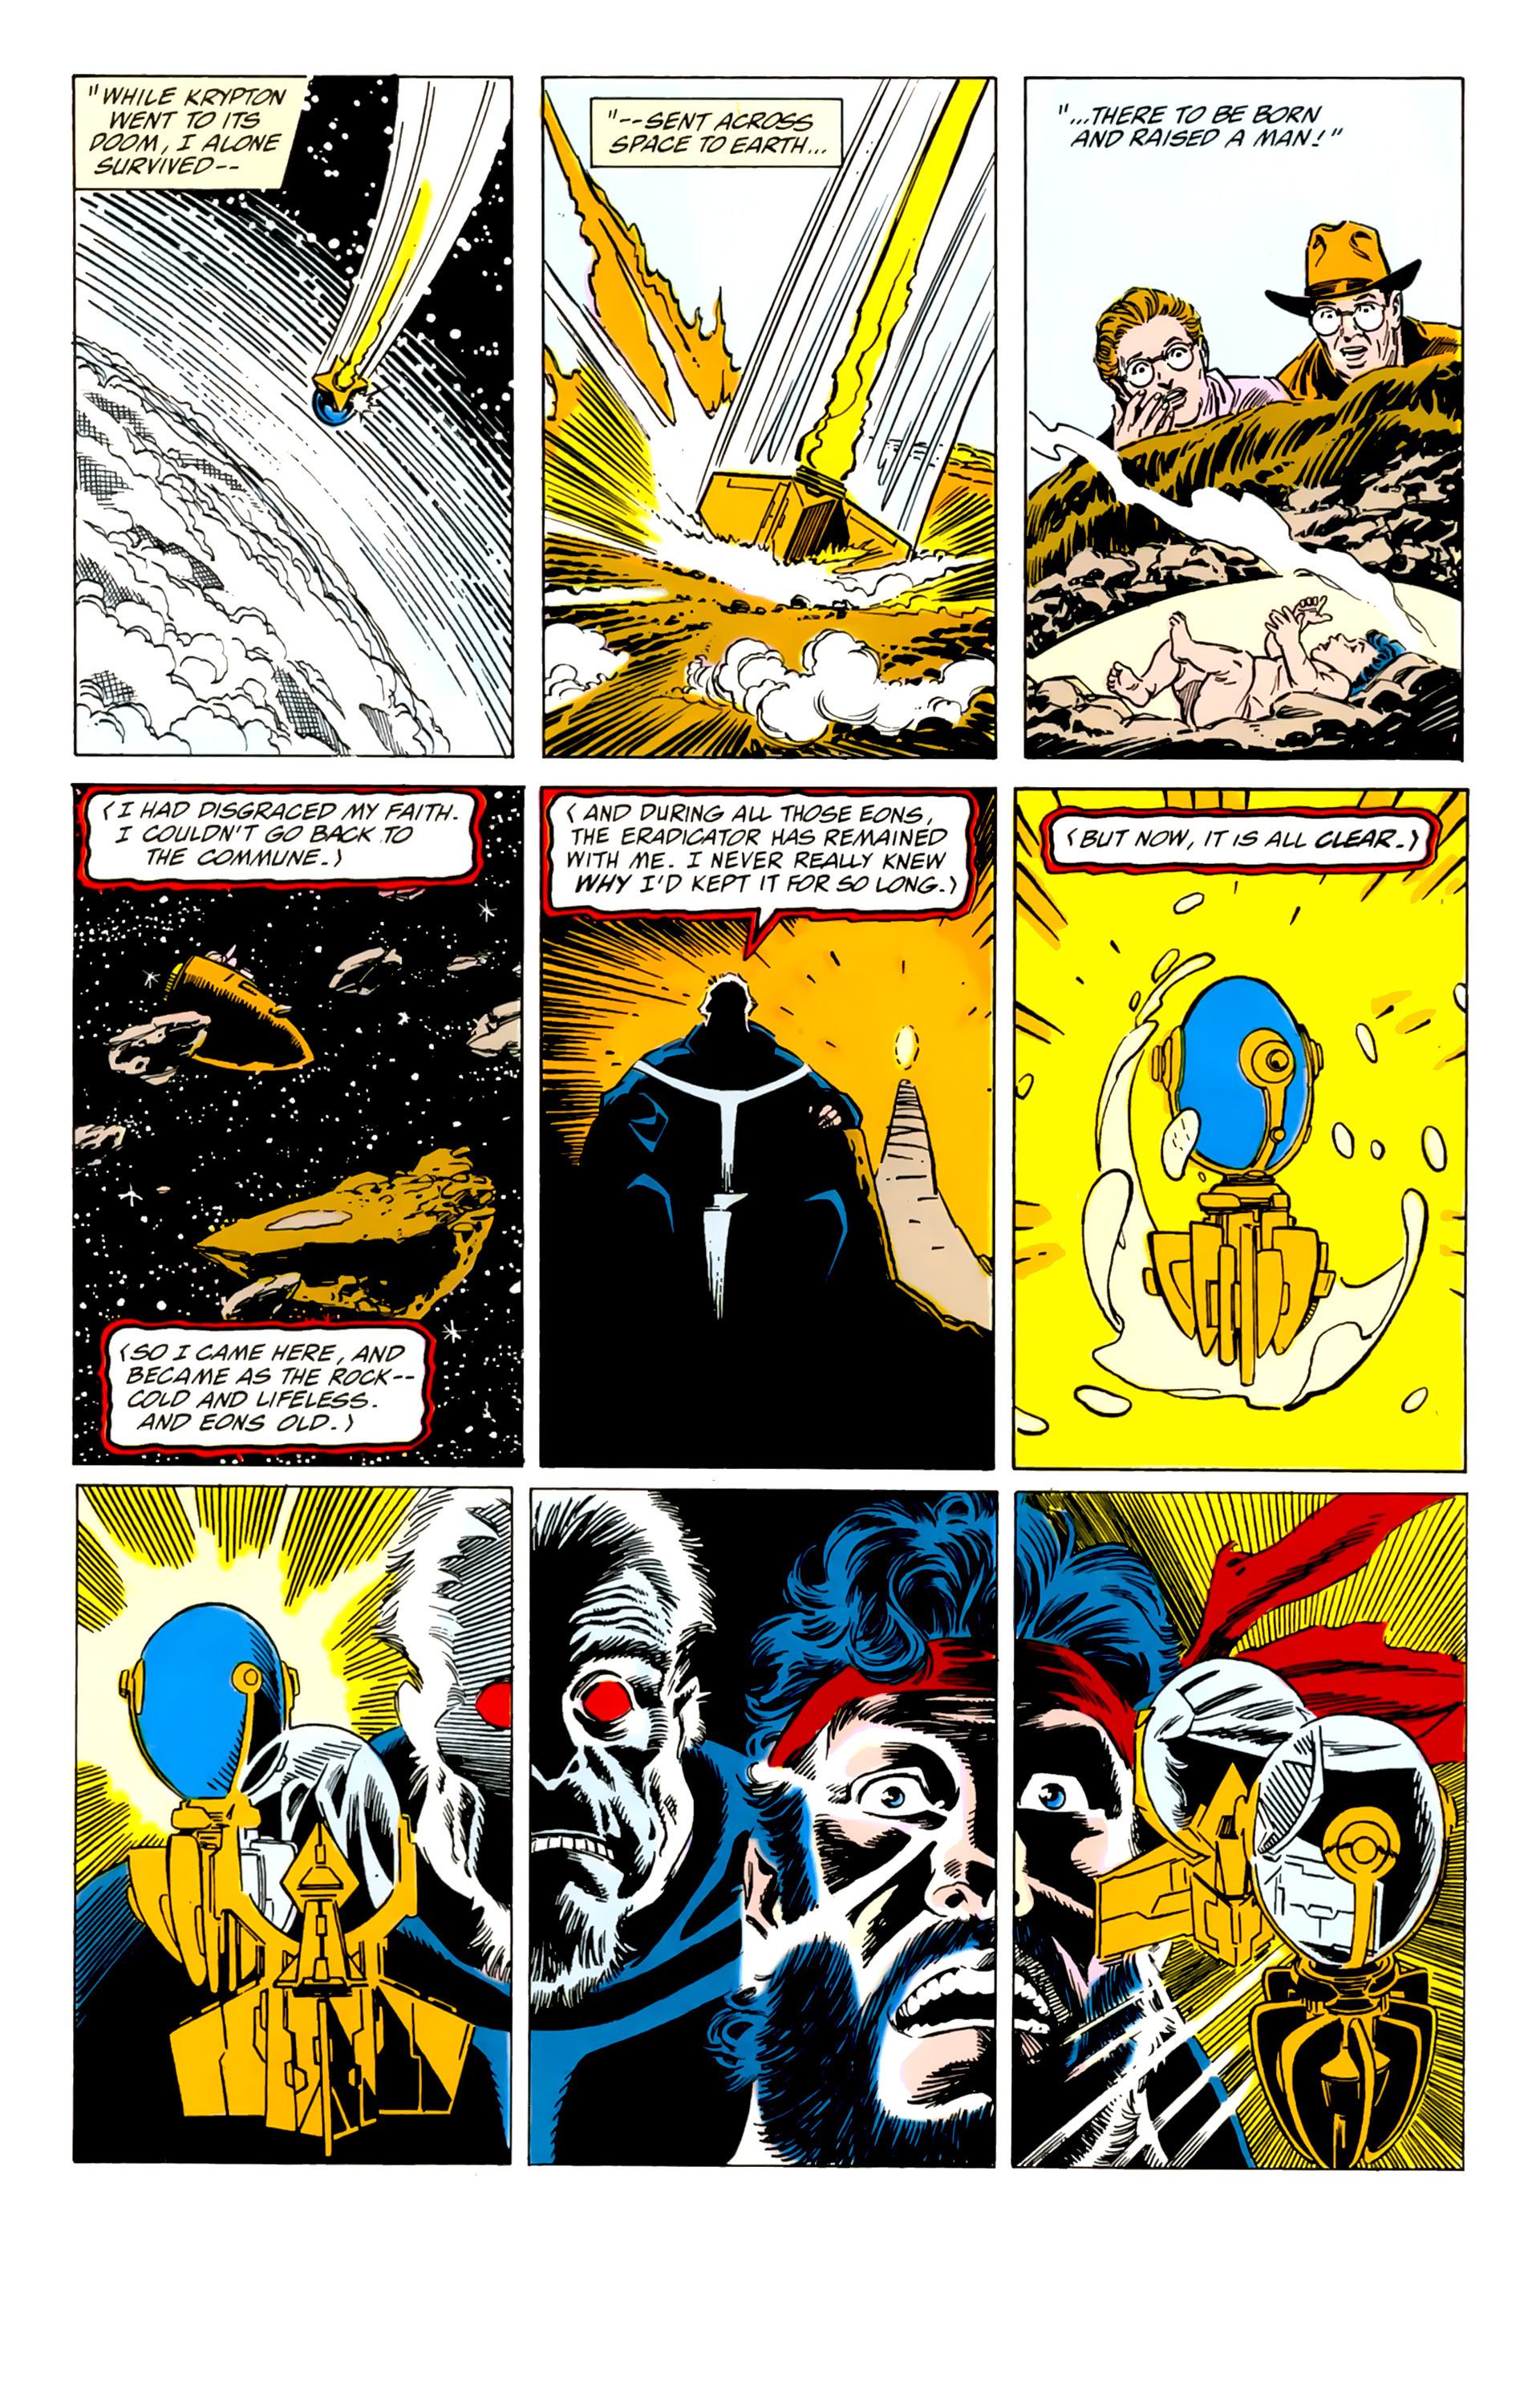 "WHILE KRYPTON
WENT TO ITS
DOOM, I ALONE
SURVIVED--
"--SENT ACROSS
SPACE TO EARTH...
"...THERE TO BE BORN
AND RAISED A MAN!"
<I HAD DISGRACED MY FAITH.
I COULDN'T GO BACK TO
THE COMMUNE.>
<SO I CAME HERE, AND
BECAME AS THE ROCK--
COLD AND LIFELESS.
AND EONS OLD.>
<AND DURING ALL THOSE EONS,
THE ERADICATOR HAS REMAINED
WITH ME. I NEVER REALLY KNEW
WHY I'D KEPT IT FOR SO LONG.>
<BUT NOW, IT IS ALL CLEAR.>